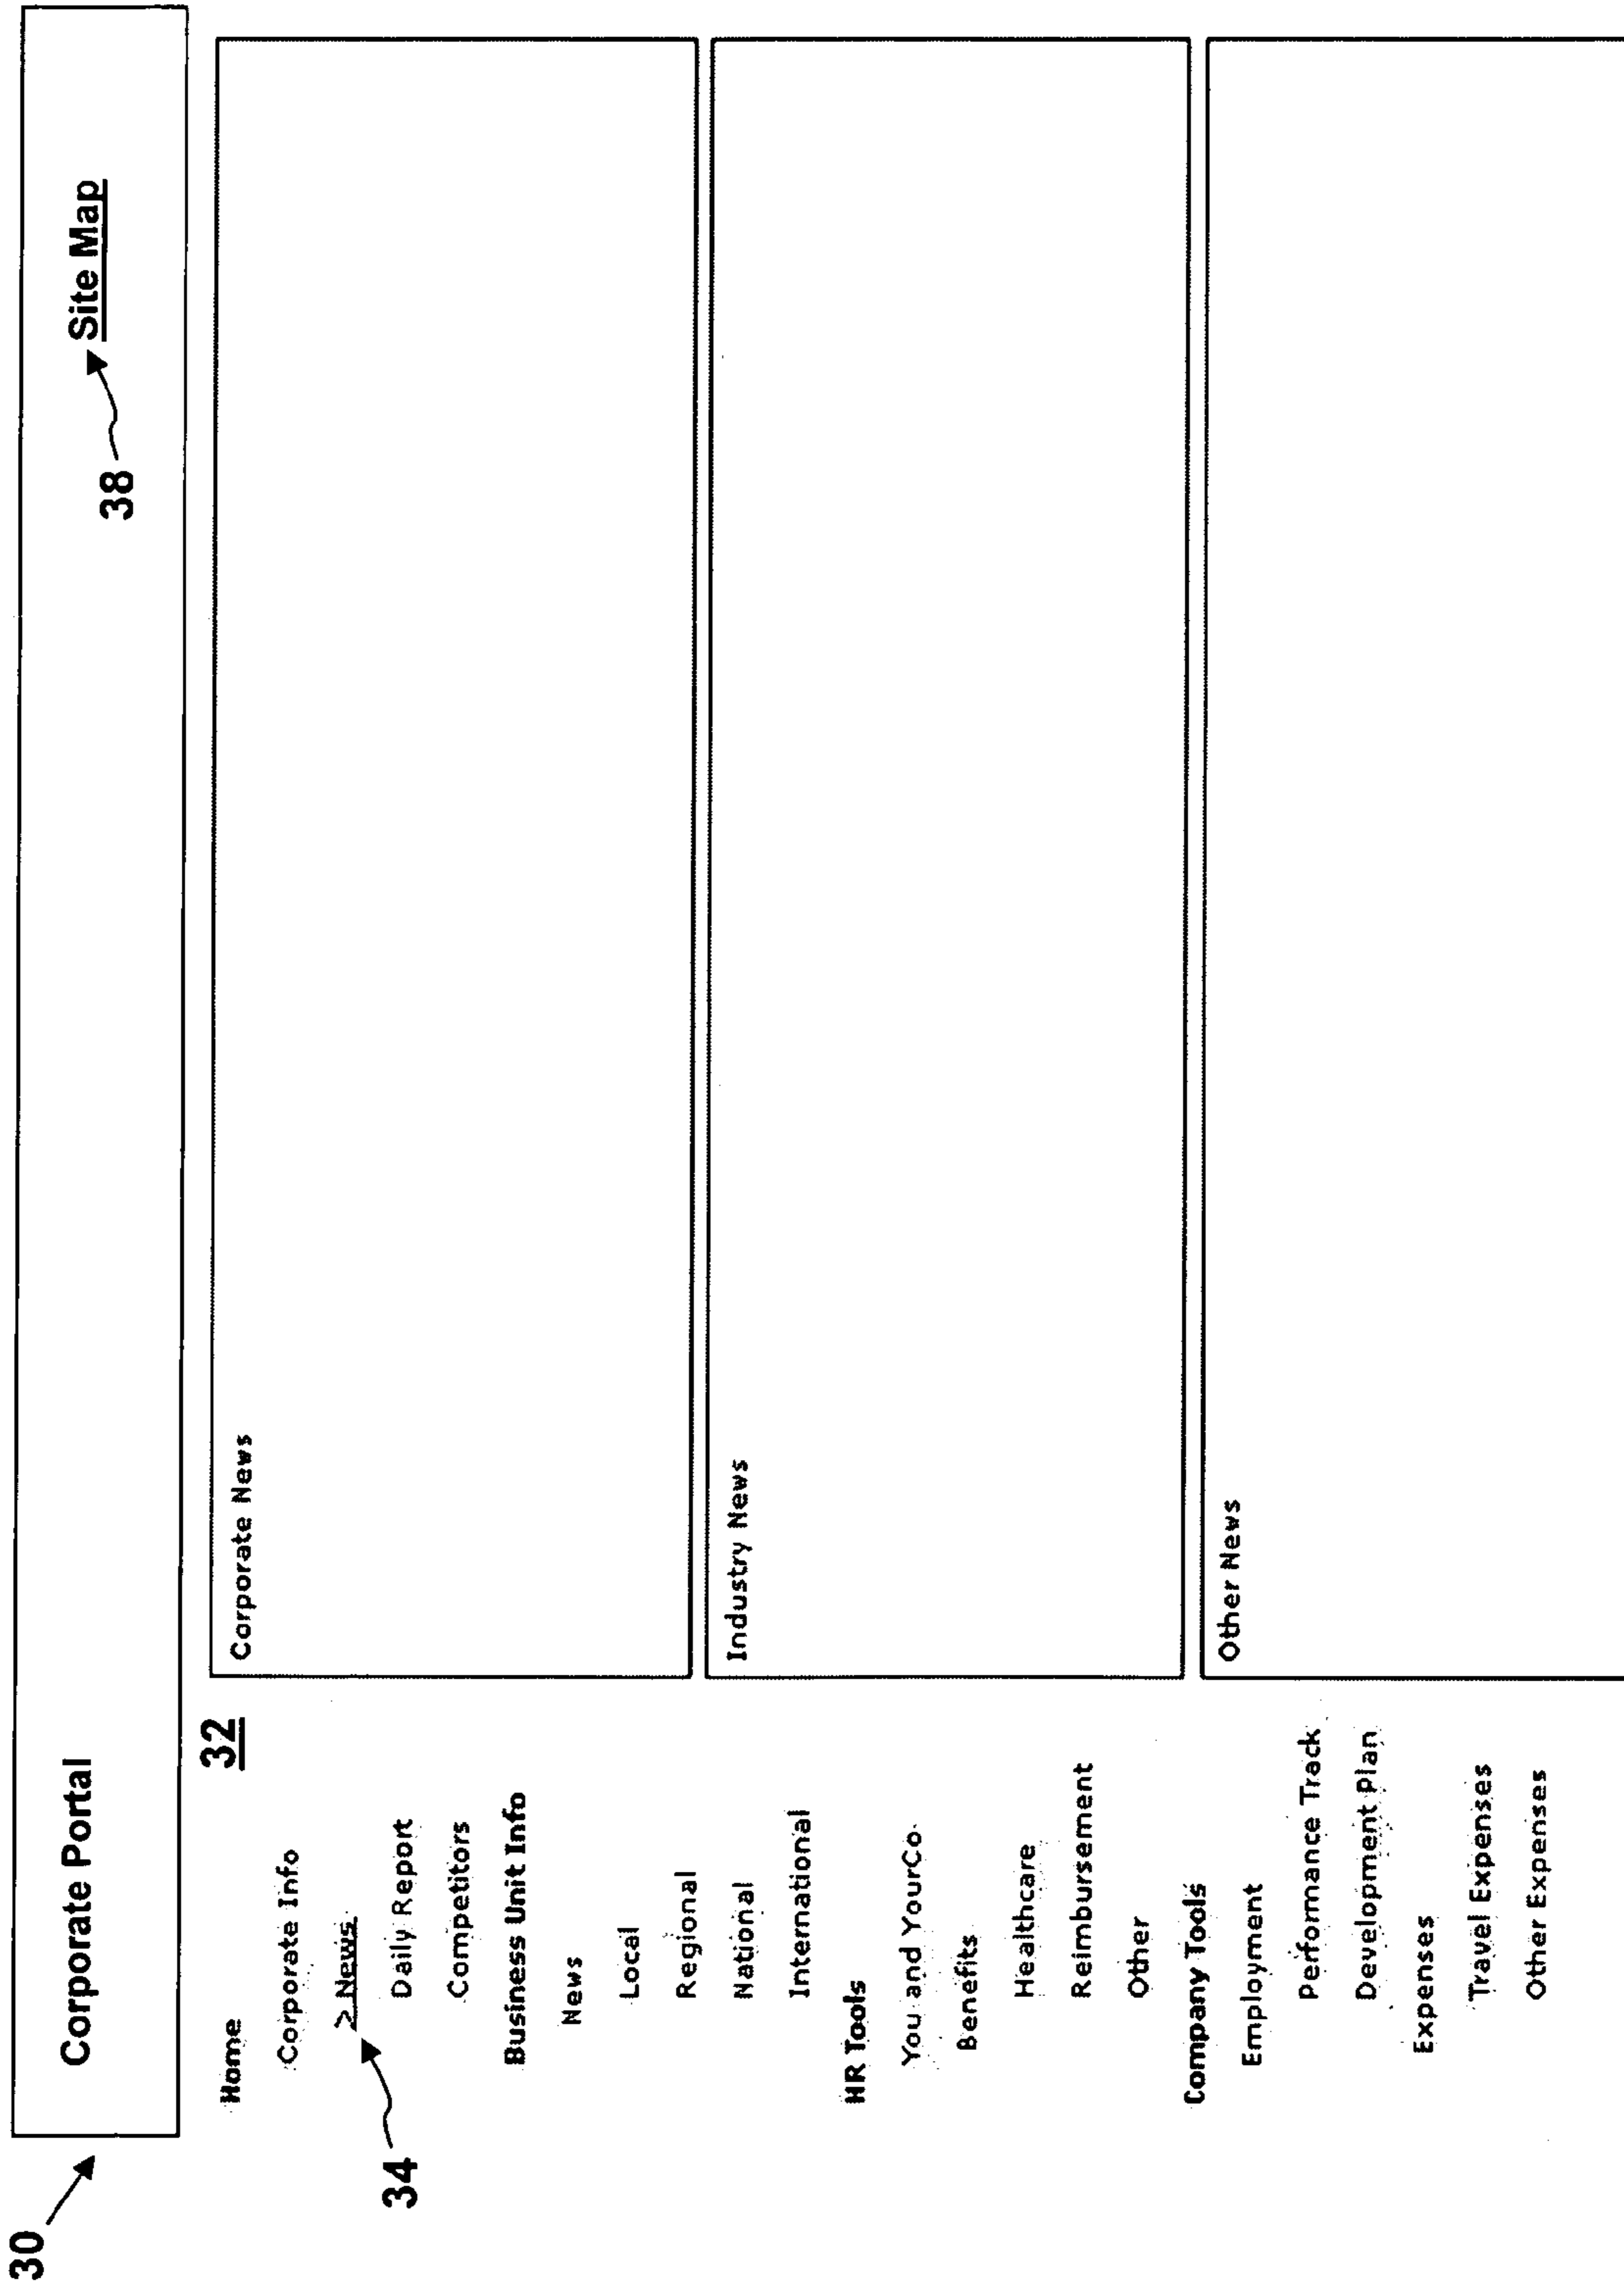 30
Corporate Portal
38
Site Map
32
Home
Corporate Info
> News
34
Daily Report
Competitors
Business Unit Info
News
Local
Regional
National
International
HR Tools
You and YourCo
Benefits
Healthcare
Reimbursement
Other
Company Tools
Employment
Performance Track
Development Plan
Expenses
Travel Expenses
Other Expenses
Corporate News
Industry News
Other News